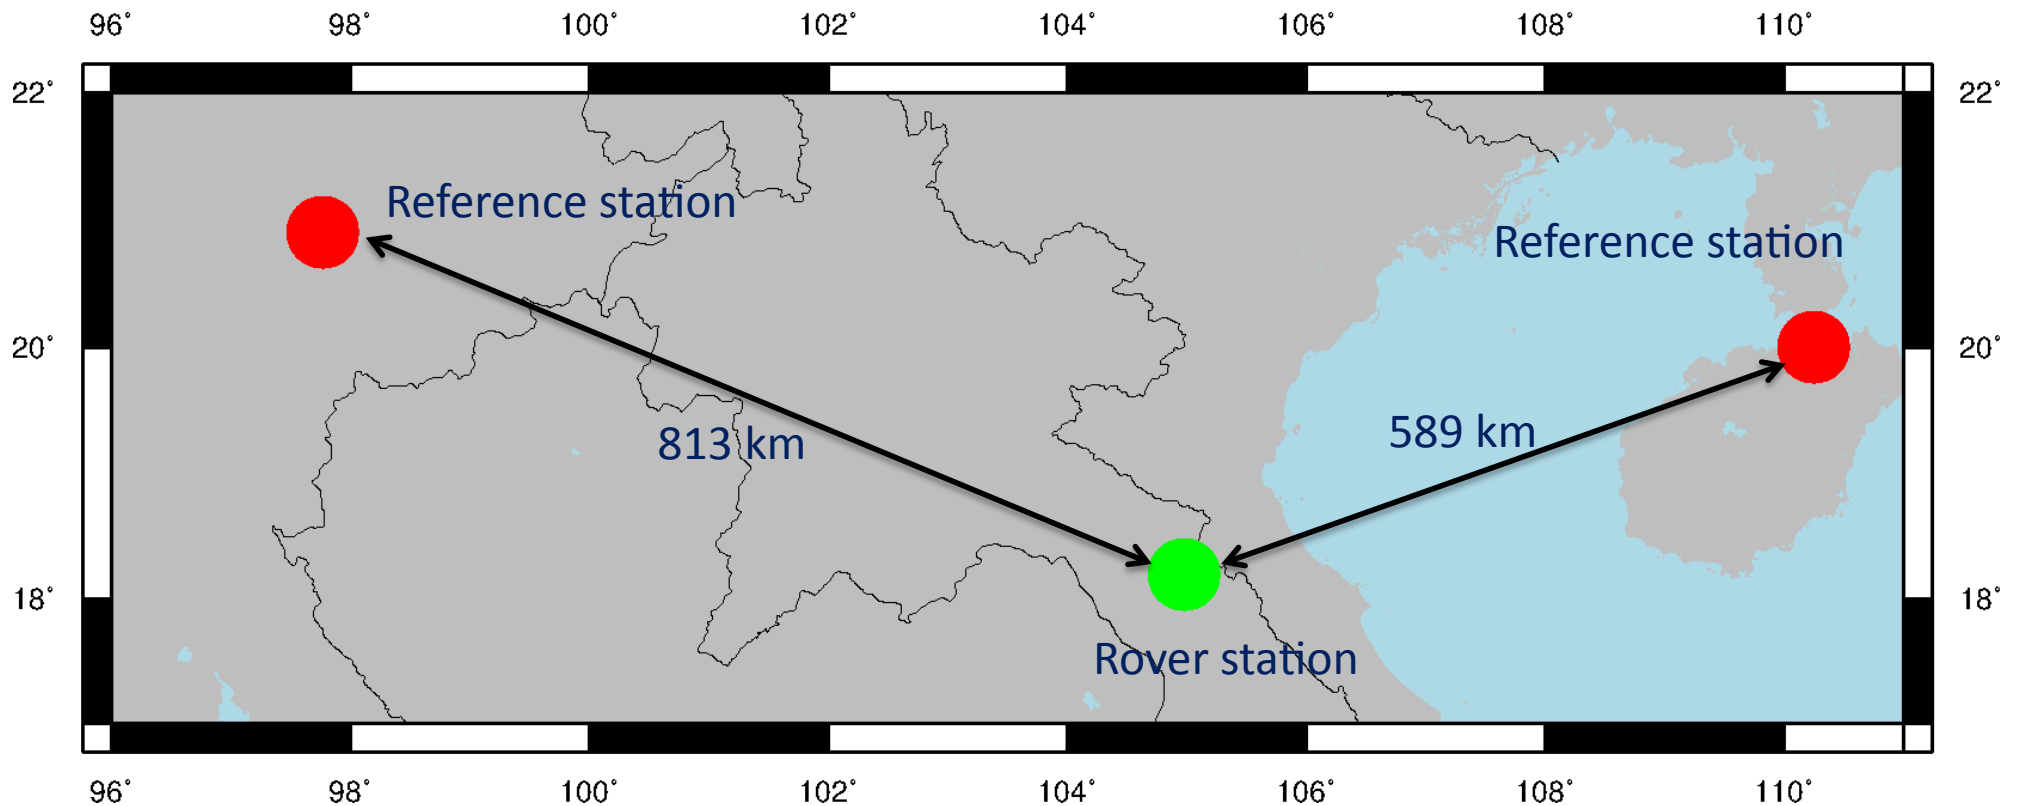 96° 98° 100° 102° 104° 106° 108° 110°
22° 22°
Reference station
Reference station
20° 20°
813 km
589 km
18° 18°
Rover station
96° 98° 100° 102° 104° 106° 108° 110°